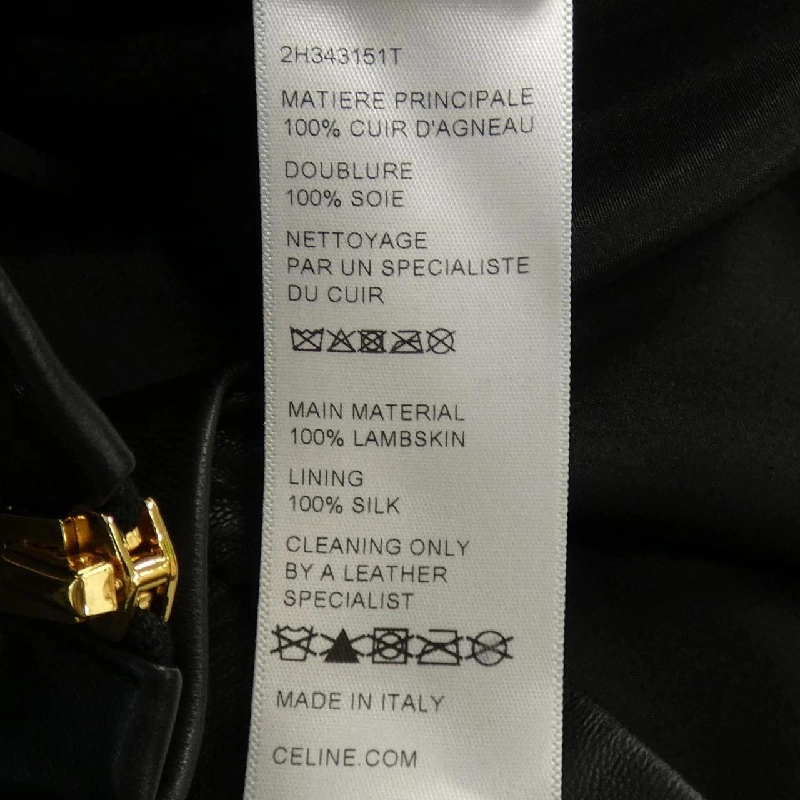 2H343151T
MATIERE PRINCIPALE
100% CUIR D'AGNEAU
DOUBLURE
100% SOIE
NETTOYAGE
PAR UN SPECIALISTE
DU CUIR
MAIN MATERIAL
100% LAMBSKIN
LINING
100% SILK
CLEANING ONLY
BY A LEATHER
SPECIALIST
MADE IN ITALY
CELINE.COM